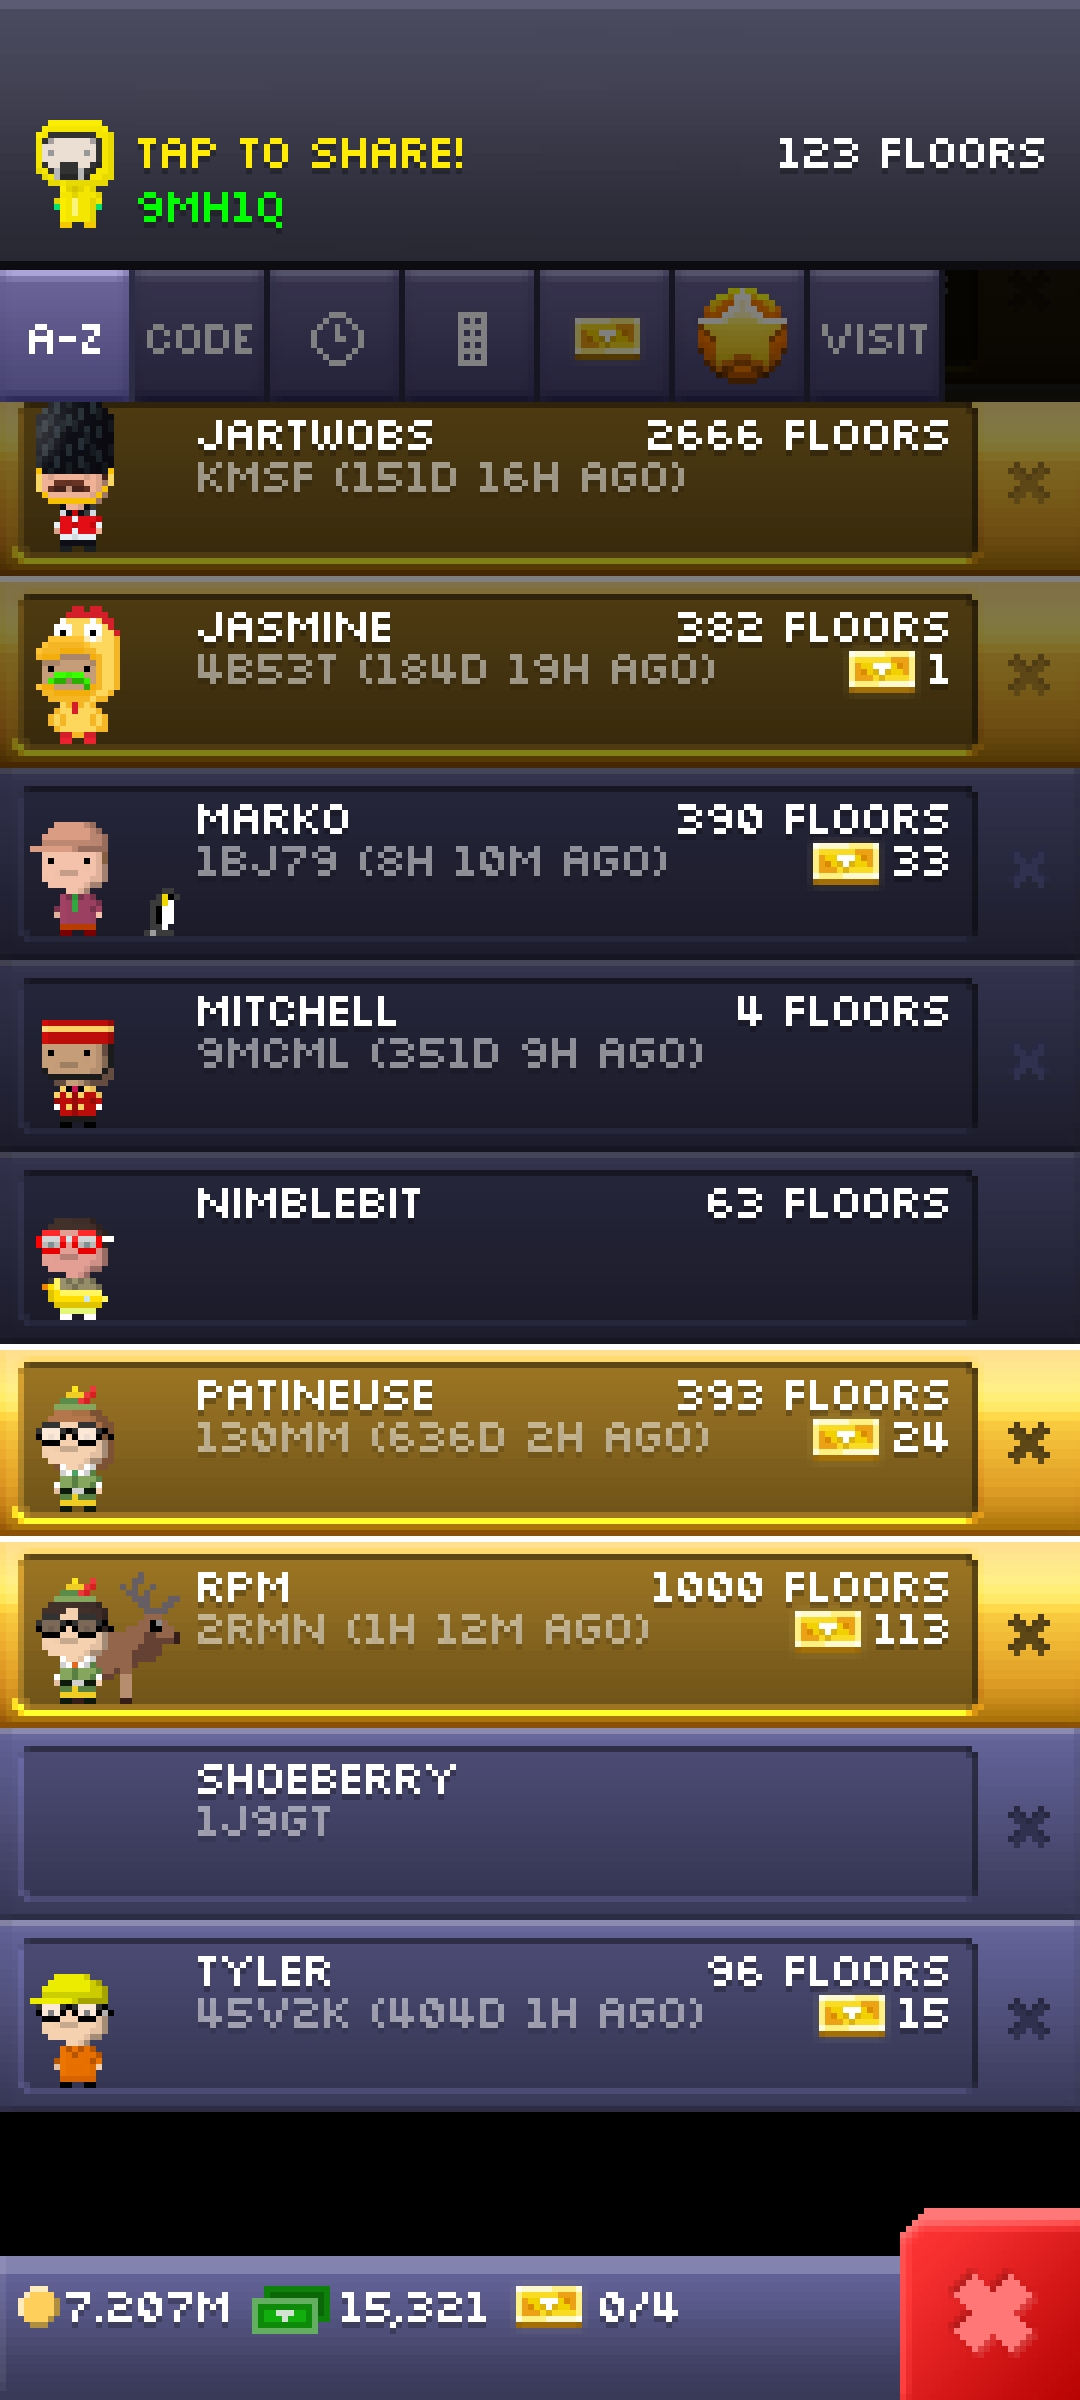 TAP TO SHARE!
123 FLOORS
9MH1Q
A-Z CODE VISIT
JARTWOBS 2666 FLOORS
KMSF (151D 16H AGO)
JASMINE 382 FLOORS
4B53T (184D 19H AGO) 1
MARKO 390 FLOORS
1BJ79 (8H 10M AGO) 33
MITCHELL 4 FLOORS
9MCML (351D 9H AGO)
NIMBLEBIT 63 FLOORS
PATINEUSE 393 FLOORS
130MM (636D 2H AGO) 24
RPM 1000 FLOORS
2RMN (1H 12M AGO) 113
SHOEBERRY
1J9GT
TYLER 96 FLOORS
45V2K (404D 1H AGO) 15
7.207M 15,321 0/4